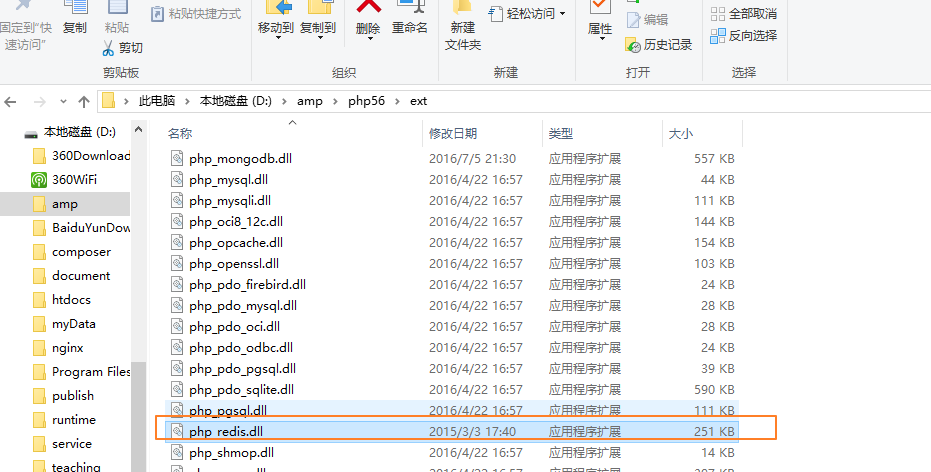 固定到"快 复制 粘贴 粘贴快捷方式 移动到 复制到 删除 重命名 新建 轻松访问 属性 编辑 全部取消
速访问" 剪切 文件夹 历史记录 反向选择
剪贴板 组织 新建 打开 选择
此电脑 > 本地磁盘 (D:) > amp > php56 > ext
本地磁盘 (D:)
360Download
360WiFi
amp
BaiduYunDow
composer
document
htdocs
myData
nginx
Program Files
publish
runtime
service
teaching
名称 修改日期 类型 大小
php_mongodb.dll 2016/7/5 21:30 应用程序扩展 557 KB
php_mysql.dll 2016/4/22 16:57 应用程序扩展 44 KB
php_mysqli.dll 2016/4/22 16:57 应用程序扩展 111 KB
php_oci8_12c.dll 2016/4/22 16:57 应用程序扩展 144 KB
php_opcache.dll 2016/4/22 16:57 应用程序扩展 154 KB
php_openssl.dll 2016/4/22 16:57 应用程序扩展 103 KB
php_pdo_firebird.dll 2016/4/22 16:57 应用程序扩展 24 KB
php_pdo_mysql.dll 2016/4/22 16:57 应用程序扩展 28 KB
php_pdo_oci.dll 2016/4/22 16:57 应用程序扩展 28 KB
php_pdo_odbc.dll 2016/4/22 16:57 应用程序扩展 24 KB
php_pdo_pgsql.dll 2016/4/22 16:57 应用程序扩展 39 KB
php_pdo_sqlite.dll 2016/4/22 16:57 应用程序扩展 590 KB
php_pgsql.dll 2016/4/22 16:57 应用程序扩展 111 KB
php_redis.dll 2015/3/3 17:40 应用程序扩展 251 KB
php_shmop.dll 2016/4/22 16:57 应用程序扩展 14 KB